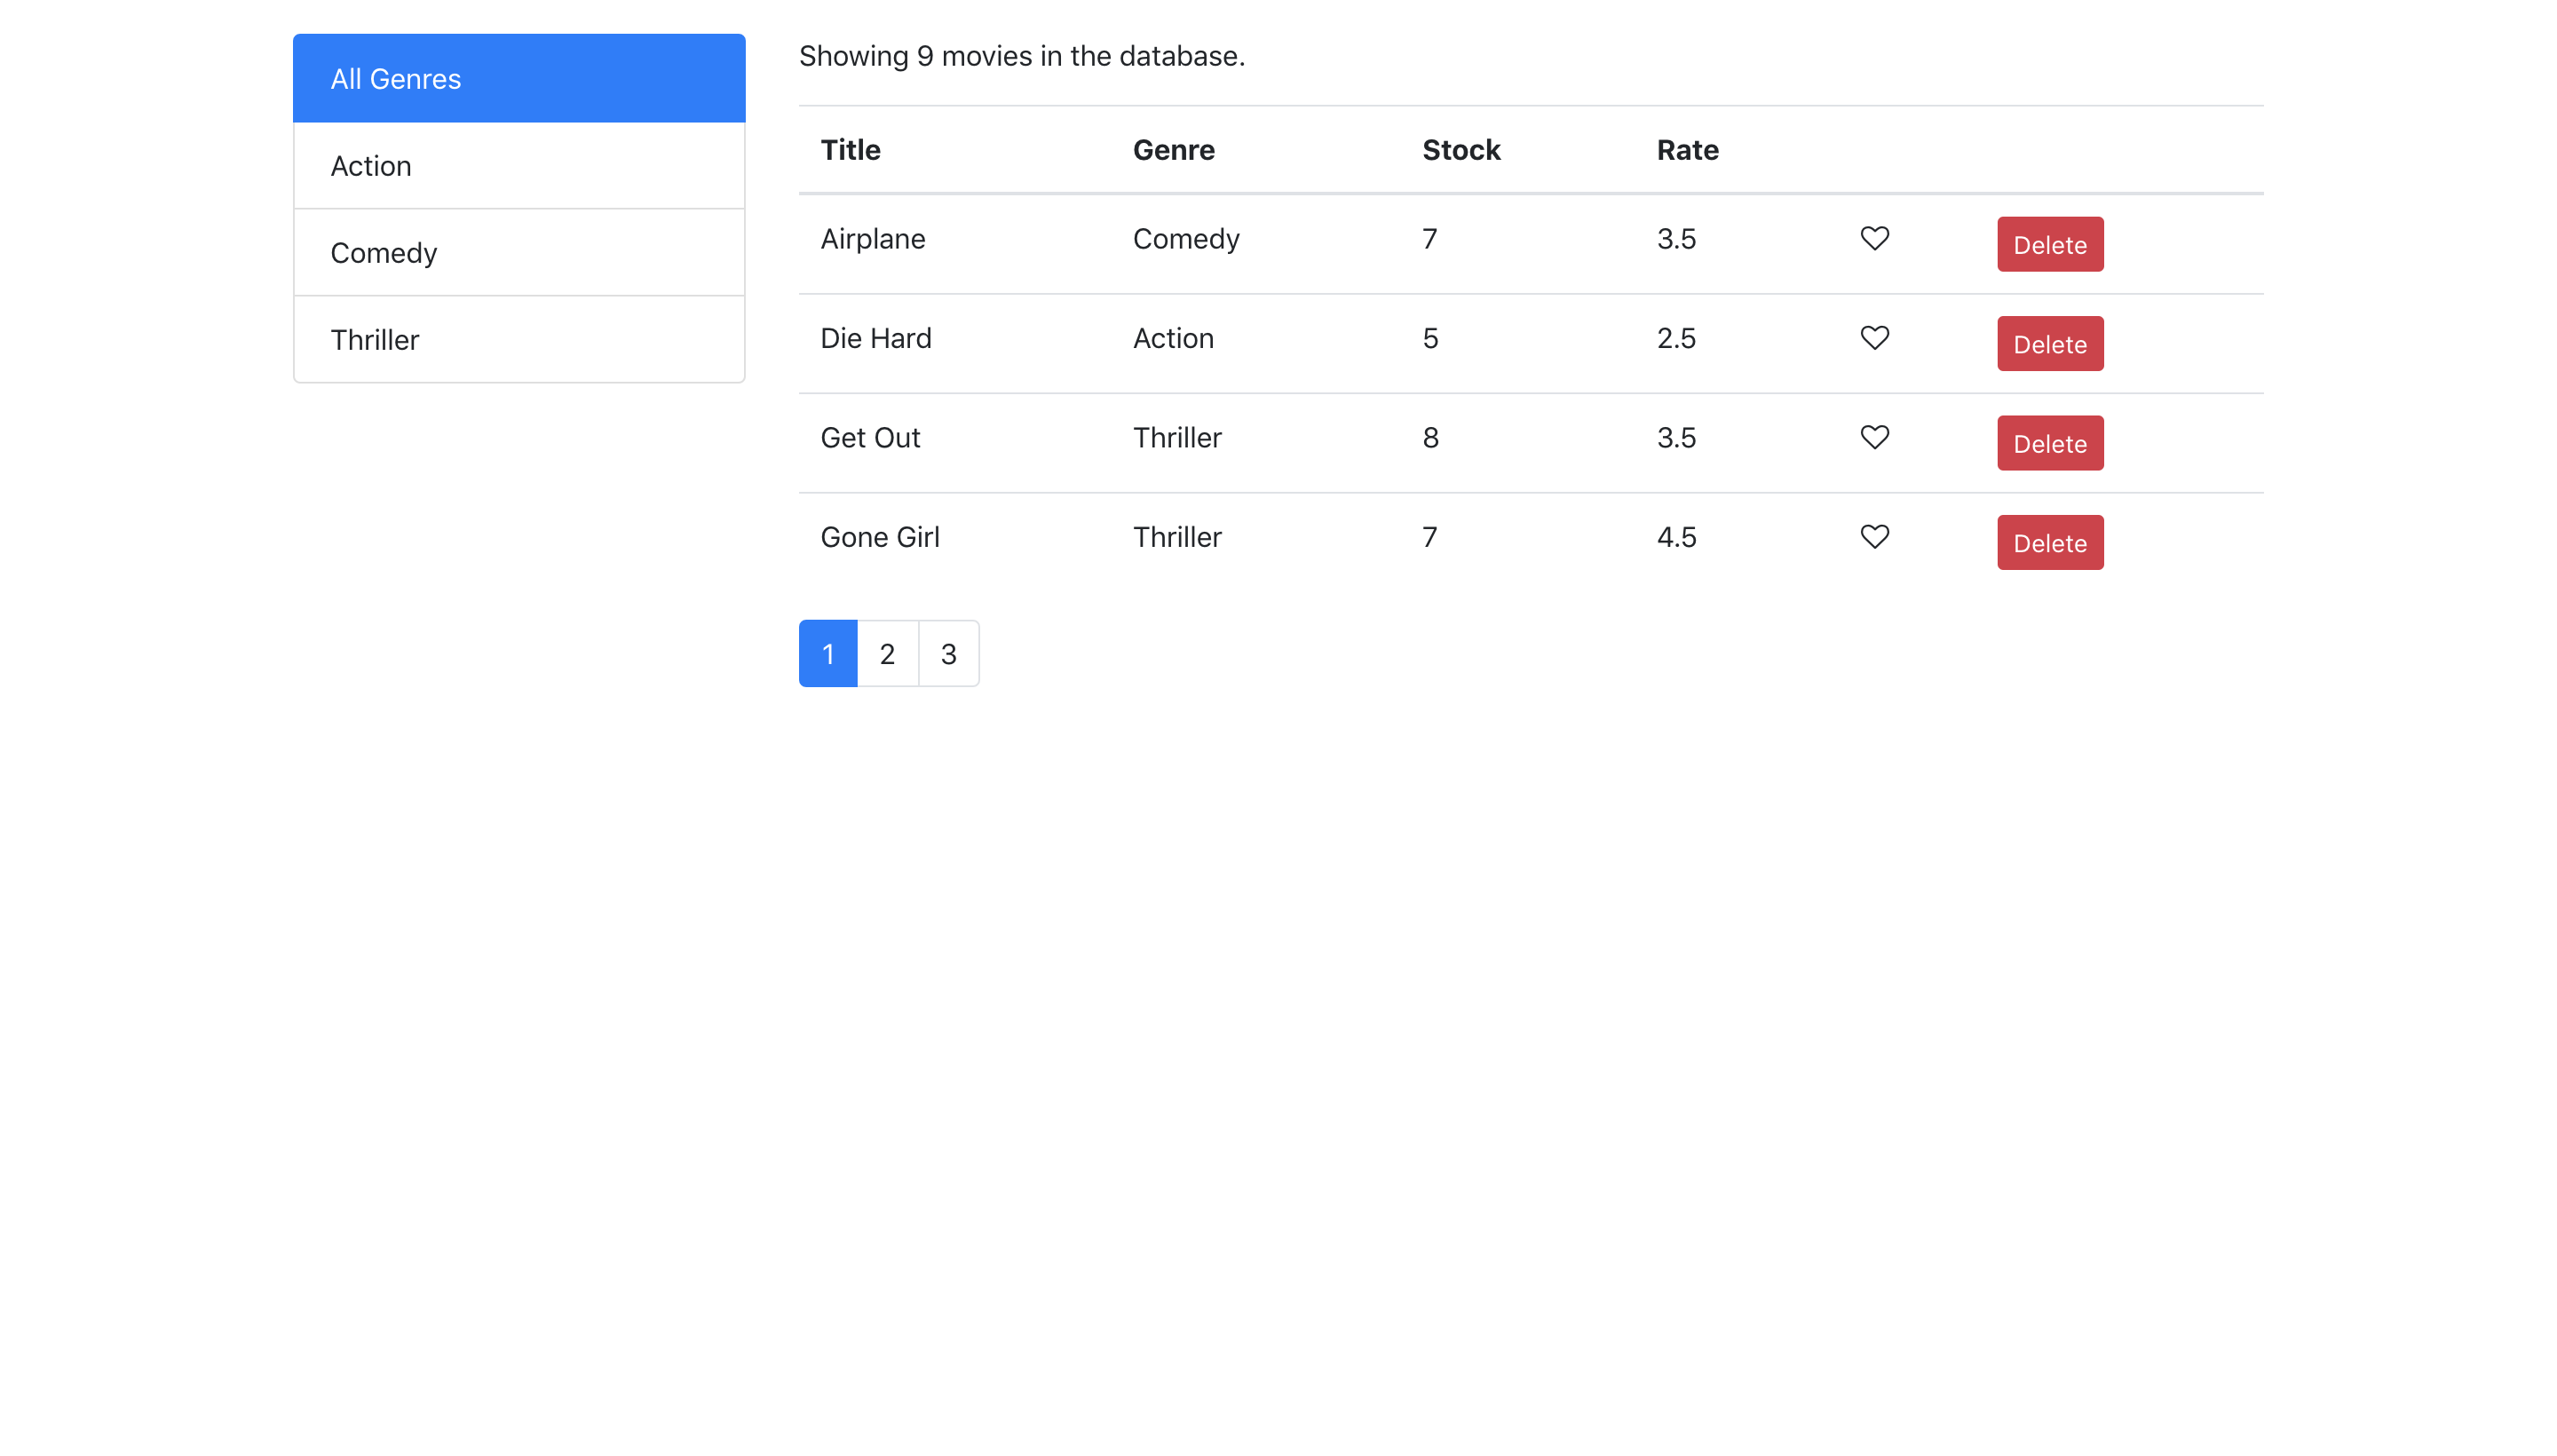 All Genres
Action
Comedy
Thriller
Showing 9 movies in the database.
Title Genre Stock Rate
Airplane Comedy 7 3.5 Delete
Die Hard Action 5 2.5 Delete
Get Out Thriller 8 3.5 Delete
Gone Girl Thriller 7 4.5 Delete
1 2 3